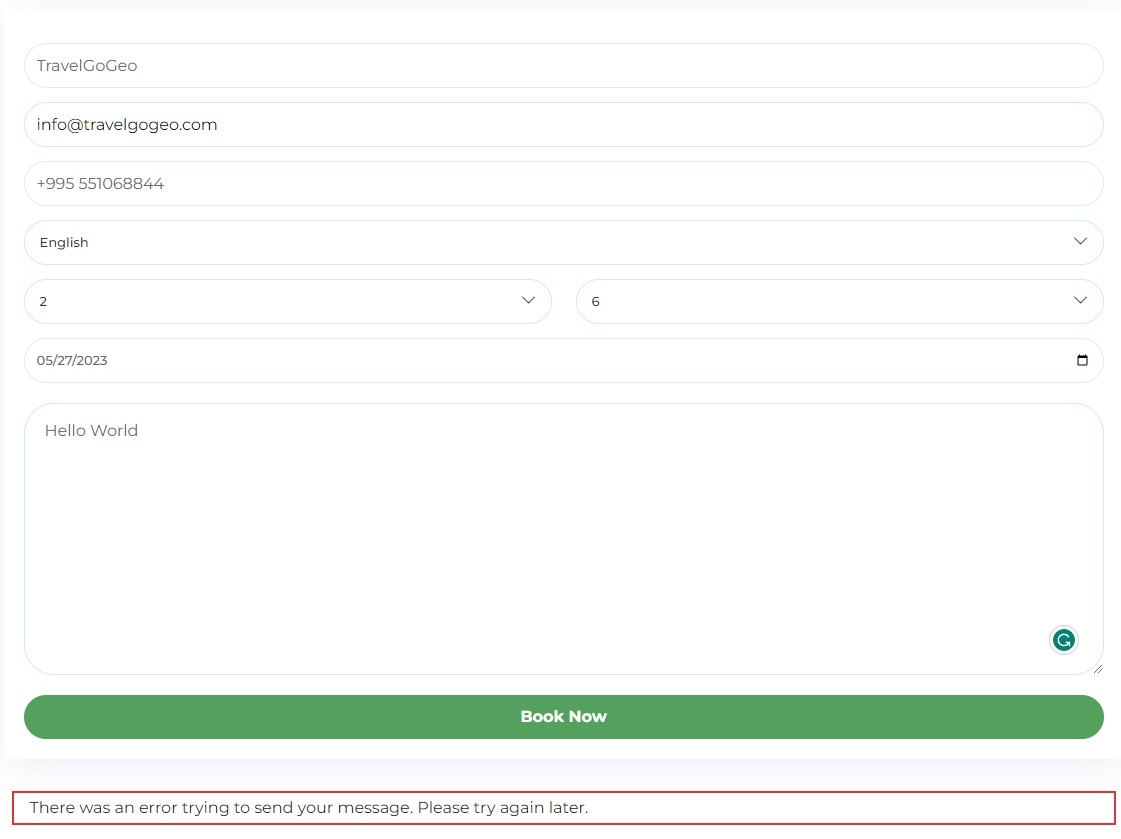 TravelGoGeo
info@travelgogeo.com
+995 551068844
English
2
6
05/27/2023
Hello World
Book Now
There was an error trying to send your message. Please try again later.